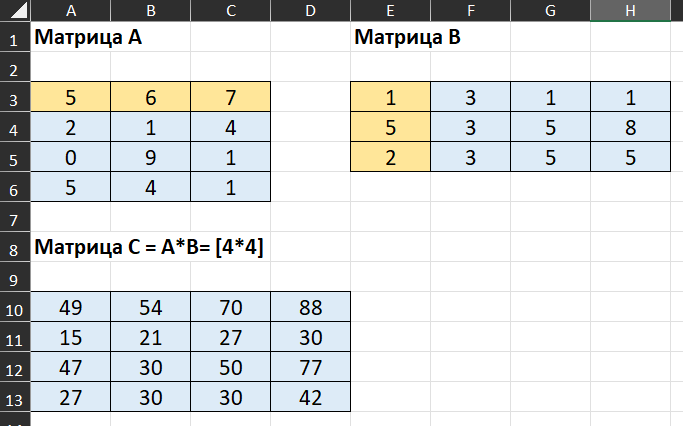 A B C D E F G H
1 Матрица А Матрица В
2
3 5 6 7 1 3 1 1
4 2 1 4 5 3 5 8
5 0 9 1 2 3 5 5
6 5 4 1
7
8 Матрица С = А*В= [4*4]
9
10 49 54 70 88
11 15 21 27 30
12 47 30 50 77
13 27 30 30 42